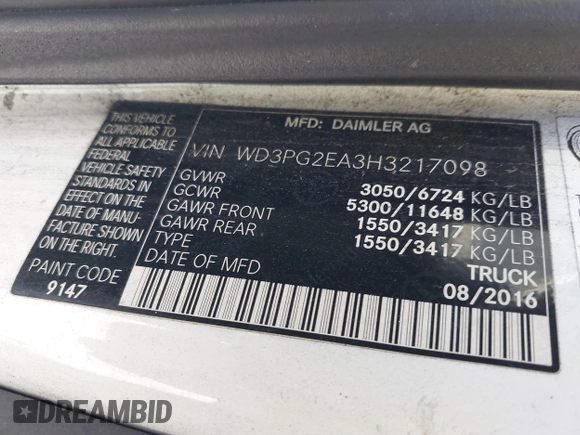 THIS VEHICLE
CONFORMS TO
ALL APPLICABLE
FEDERAL MOTOR
VEHICLE SAFETY
STANDARDS IN
EFFECT ON THE
DATE OF MANU-
FACTURE SHOWN
ON THE RIGHT.
PAINT CODE
9147
MFD: DAIMLER AG
VIN WD3PG2EA3H3217098
GVWR 3050/6724 KG/LB
GCWR 5300/11648 KG/LB
GAWR FRONT 1550/3417 KG/LB
GAWR REAR 1550/3417 KG/LB
TYPE TRUCK
DATE OF MFD 08/2016
DREAMBID